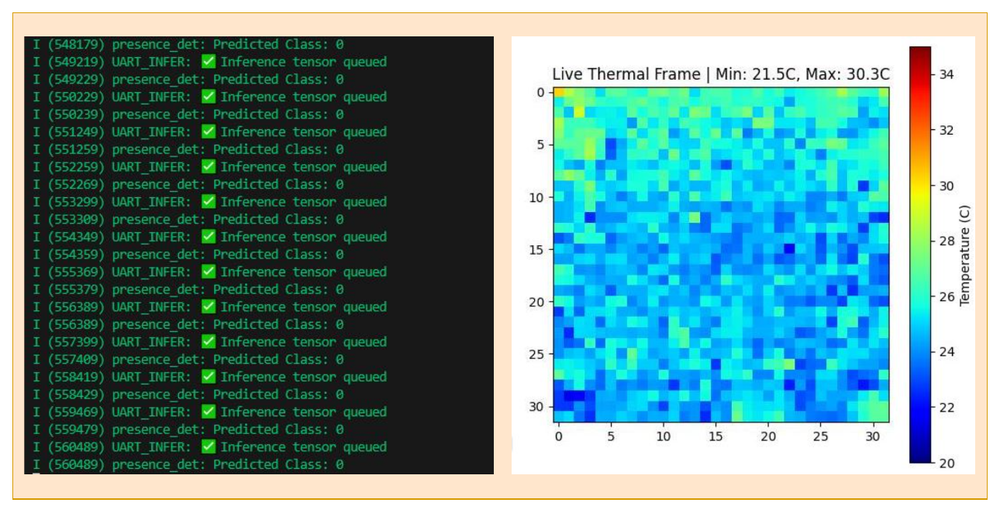 I (548179) presence_det: Predicted Class: 0
I (549219) UART_INFER: ✅ Inference tensor queued
I (549229) presence_det: Predicted Class: 0
I (550229) UART_INFER: ✅ Inference tensor queued
I (550239) presence_det: Predicted Class: 0
I (551249) UART_INFER: ✅ Inference tensor queued
I (551259) presence_det: Predicted Class: 0
I (552259) UART_INFER: ✅ Inference tensor queued
I (552269) presence_det: Predicted Class: 0
I (553299) UART_INFER: ✅ Inference tensor queued
I (553309) presence_det: Predicted Class: 0
I (554349) UART_INFER: ✅ Inference tensor queued
I (554359) presence_det: Predicted Class: 0
I (555369) UART_INFER: ✅ Inference tensor queued
I (555379) presence_det: Predicted Class: 0
I (556389) UART_INFER: ✅ Inference tensor queued
I (556389) presence_det: Predicted Class: 0
I (557399) UART_INFER: ✅ Inference tensor queued
I (557409) presence_det: Predicted Class: 0
I (558419) UART_INFER: ✅ Inference tensor queued
I (558429) presence_det: Predicted Class: 0
I (559469) UART_INFER: ✅ Inference tensor queued
I (559479) presence_det: Predicted Class: 0
I (560489) UART_INFER: ✅ Inference tensor queued
I (560489) presence_det: Predicted Class: 0
Live Thermal Frame | Min: 21.5C, Max: 30.3C
0
5
10
15
20
25
30
0 5 10 15 20 25 30
34
32
30
28
26
24
22
20
Temperature (C)